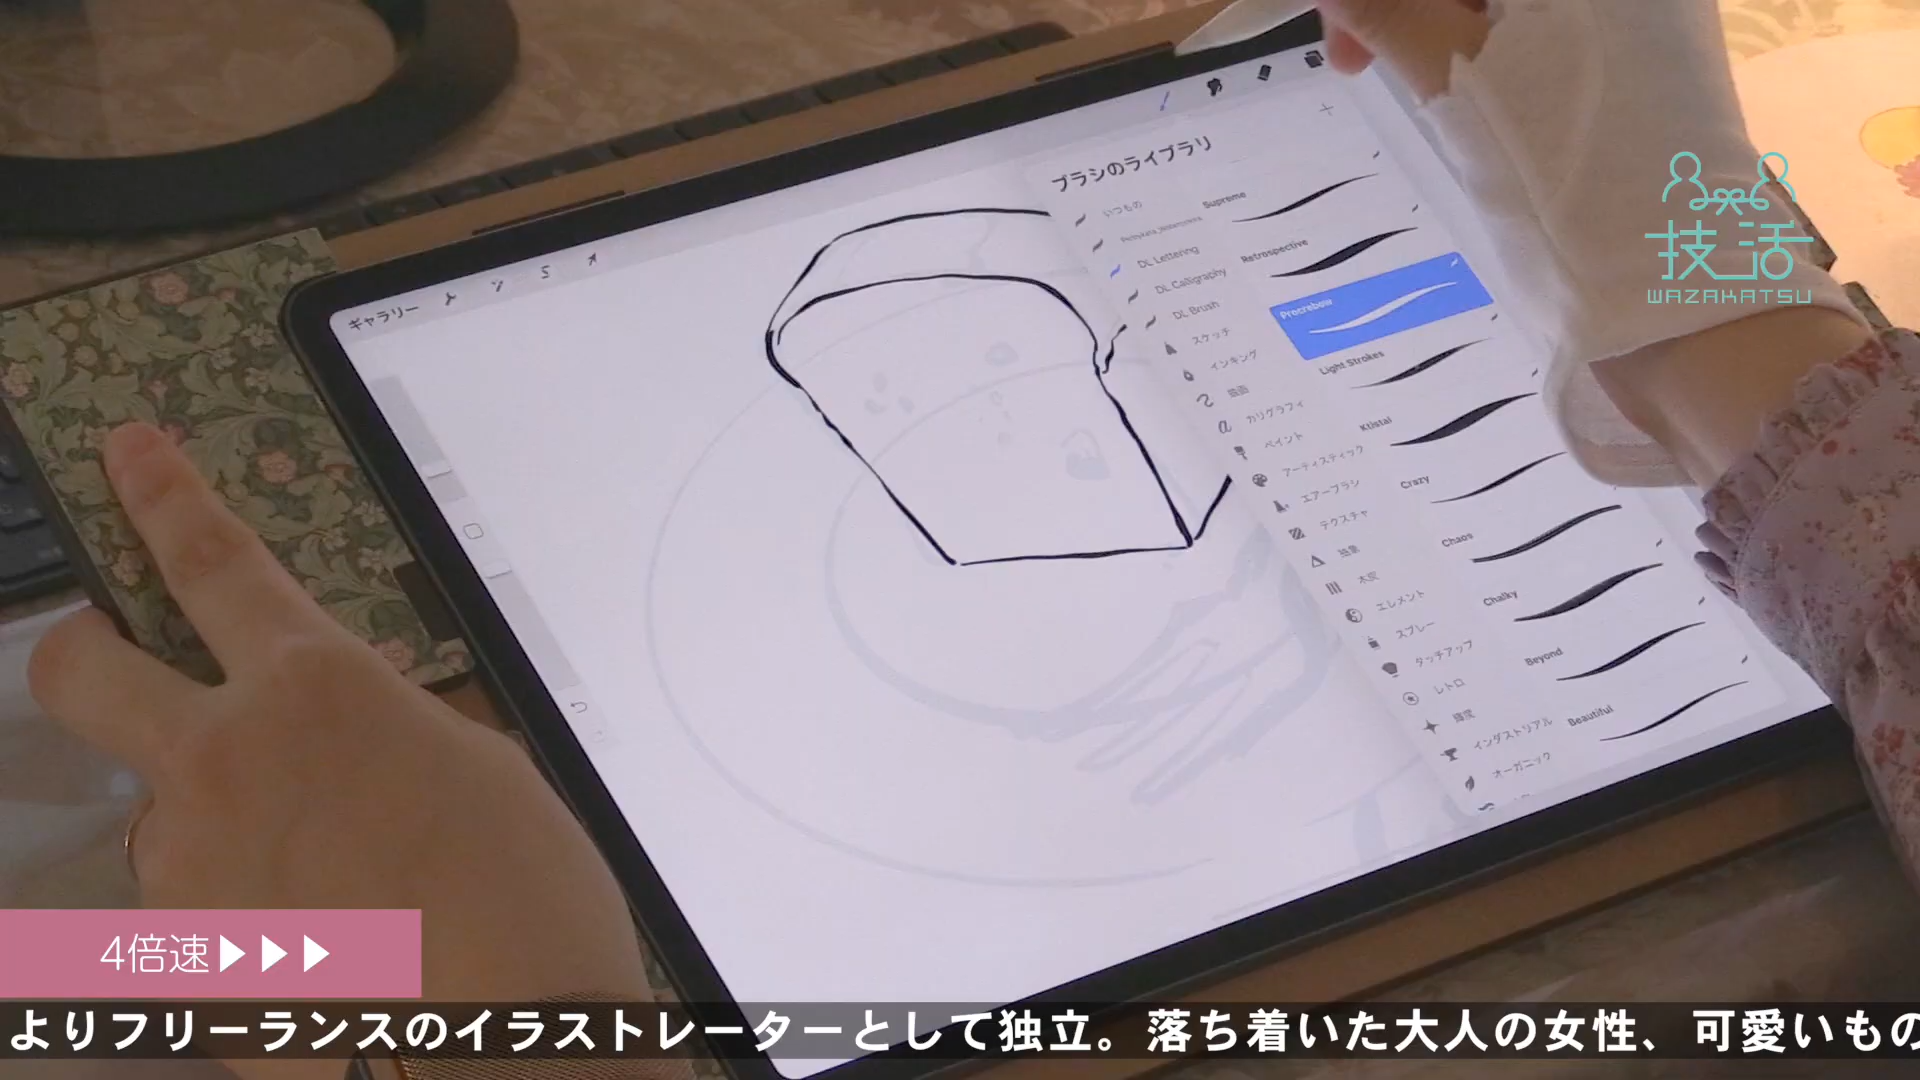 ギャラリー
ブラシのライブラリ
いつもの
DL Lettering
DL Calligraphy
DL Brush
スケッチ
インキング
描画
カリグラフィ
ペイント
アーティスティック
エアーブラシ
テクスチャ
抽象
木炭
エレメント
スプレー
タッチアップ
レトロ
輝度
インダストリアル
オーガニック
Supreme
Retrospective
Procrebow
Light Strokes
Ktistai
Crazy
Chaos
Chalky
Beyond
Beautiful
技活
WAZAKATSU
4倍速▶▶▶
よりフリーランスのイラストレーターとして独立。落ち着いた大人の女性、可愛いもの